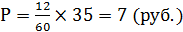 P = 12/60 × 35 = 7 (руб.)